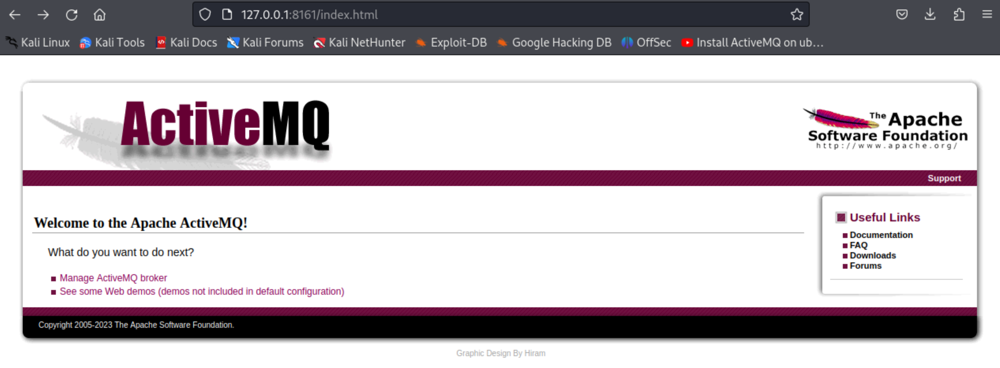 127.0.0.1:8161/index.html
Kali Linux Kali Tools Kali Docs Kali Forums Kali NetHunter Exploit-DB Google Hacking DB OffSec Install ActiveMQ on ub...
ActiveMQ
The Apache
Software Foundation
http://www.apache.org/
Support
Welcome to the Apache ActiveMQ!
What do you want to do next?
Manage ActiveMQ broker
See some Web demos (demos not included in default configuration)
Useful Links
Documentation
FAQ
Downloads
Forums
Copyright 2005-2023 The Apache Software Foundation.
Graphic Design By Hiram